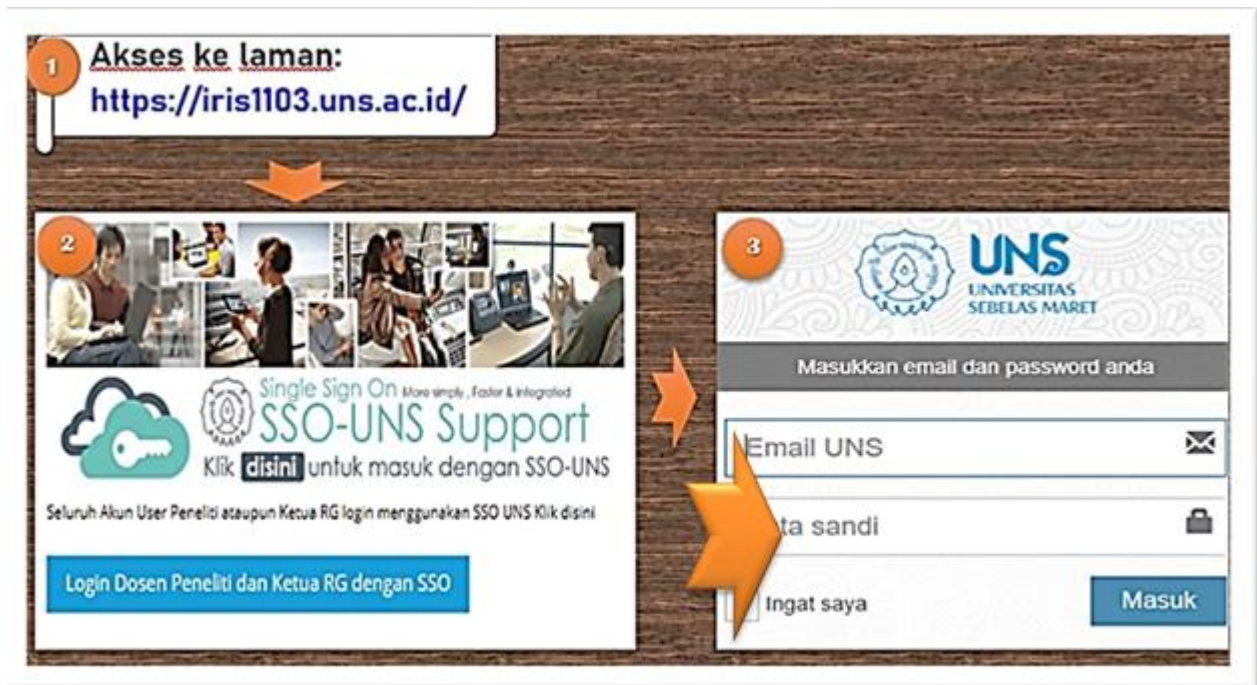 1
Akses ke laman:
https://iris1103.uns.ac.id/
2
Single Sign On More simply, Faster & Integrated
SSO-UNS Support
Klik disini untuk masuk dengan SSO-UNS
Seluruh Akun User Peneliti ataupun Ketua RG login menggunakan SSO UNS Klik disini
Login Dosen Peneliti dan Ketua RG dengan SSO
3
UNS
UNIVERSITAS
SEBELAS MARET
Masukkan email dan password anda
Email UNS
ta sandi
Ingat saya
Masuk